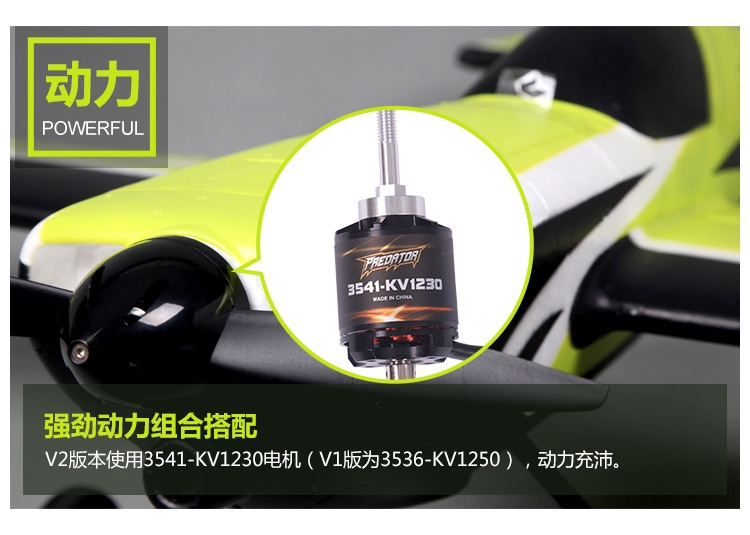 动力
POWERFUL
PREDATOR
3541-KV1230
MADE IN CHINA
强劲动力组合搭配
V2版本使用3541-KV1230电机（V1版为3536-KV1250），动力充沛。